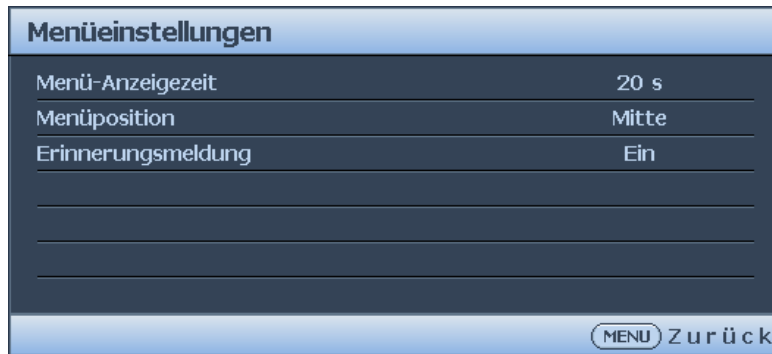 Menüeinstellungen
Menü-Anzeigezeit 20 s
Menüposition Mitte
Erinnerungsmeldung Ein
MENU Zurück